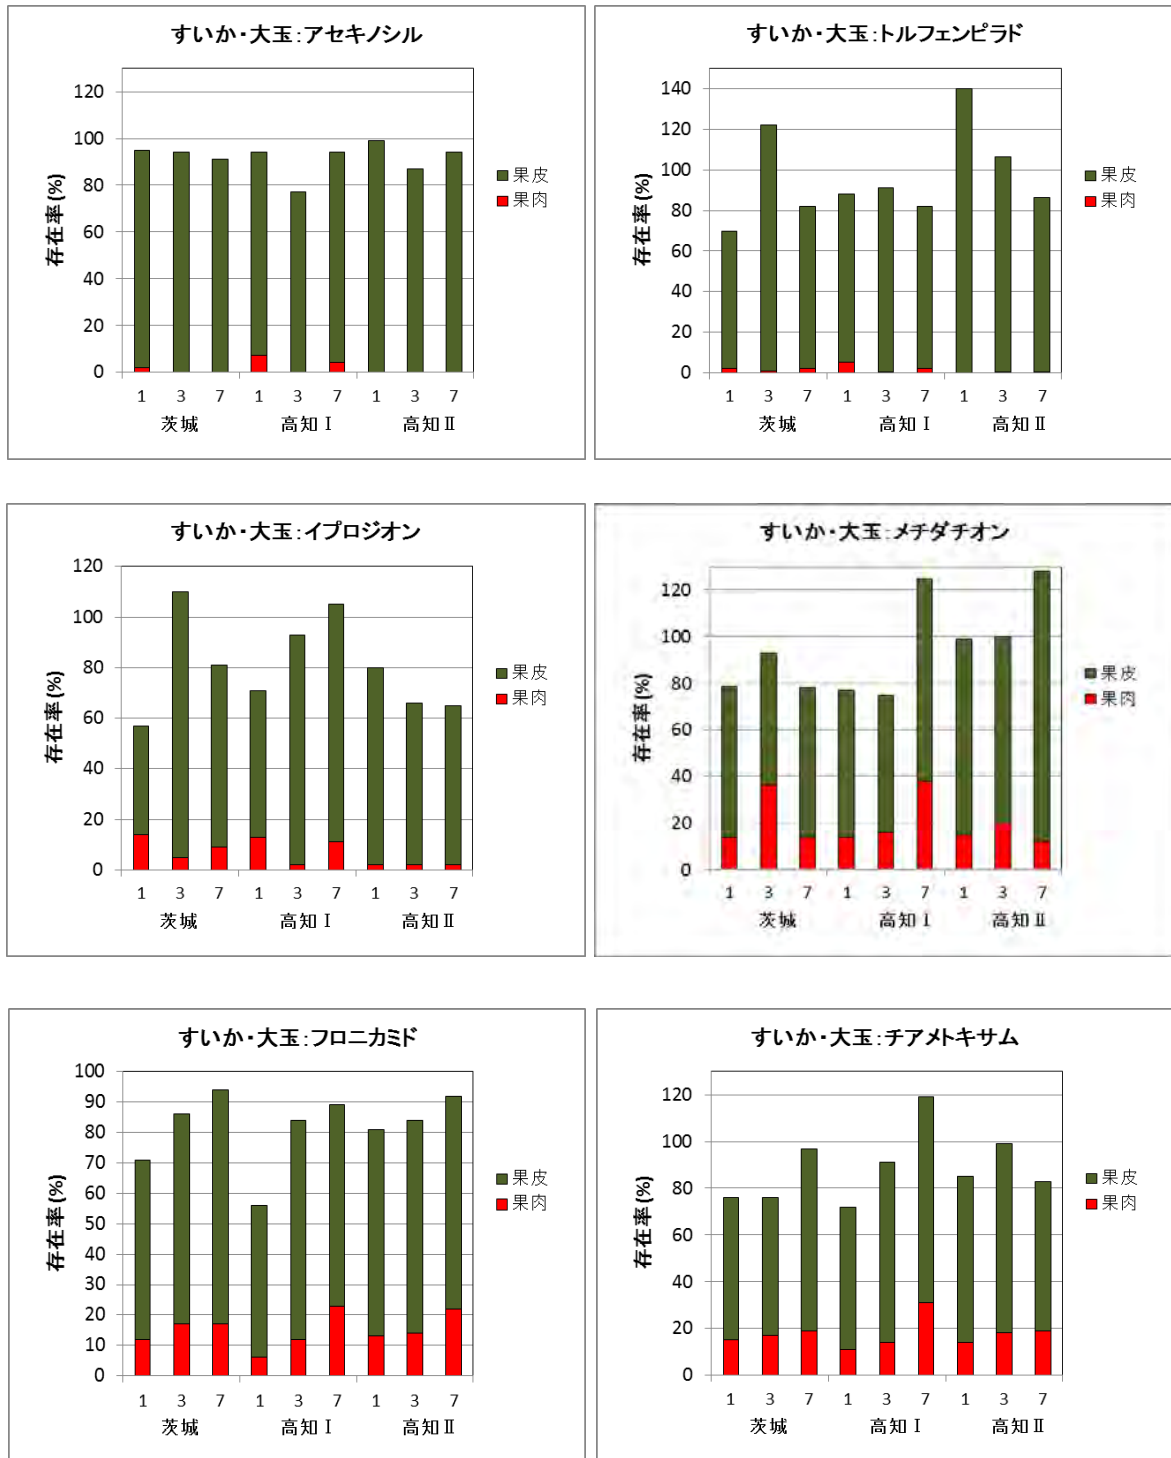 すいか・大玉：アセキノシル
存在率(%)
120
100
80
60
40
20
0
1 3 7 1 3 7 1 3 7
茨城 高知Ⅰ 高知Ⅱ
果皮
果肉
すいか・大玉：トルフェンピラド
存在率(%)
140
120
100
80
60
40
20
0
1 3 7 1 3 7 1 3 7
茨城 高知Ⅰ 高知Ⅱ
果皮
果肉
すいか・大玉：イプロジオン
存在率(%)
120
100
80
60
40
20
0
1 3 7 1 3 7 1 3 7
茨城 高知Ⅰ 高知Ⅱ
果皮
果肉
すいか・大玉：メチダチオン
存在率(%)
120
100
80
60
40
20
0
1 3 7 1 3 7 1 3 7
茨城 高知Ⅰ 高知Ⅱ
果皮
果肉
すいか・大玉：フロニカミド
存在率(%)
100
90
80
70
60
50
40
30
20
10
0
1 3 7 1 3 7 1 3 7
茨城 高知Ⅰ 高知Ⅱ
果皮
果肉
すいか・大玉：チアメトキサム
存在率(%)
120
100
80
60
40
20
0
1 3 7 1 3 7 1 3 7
茨城 高知Ⅰ 高知Ⅱ
果皮
果肉